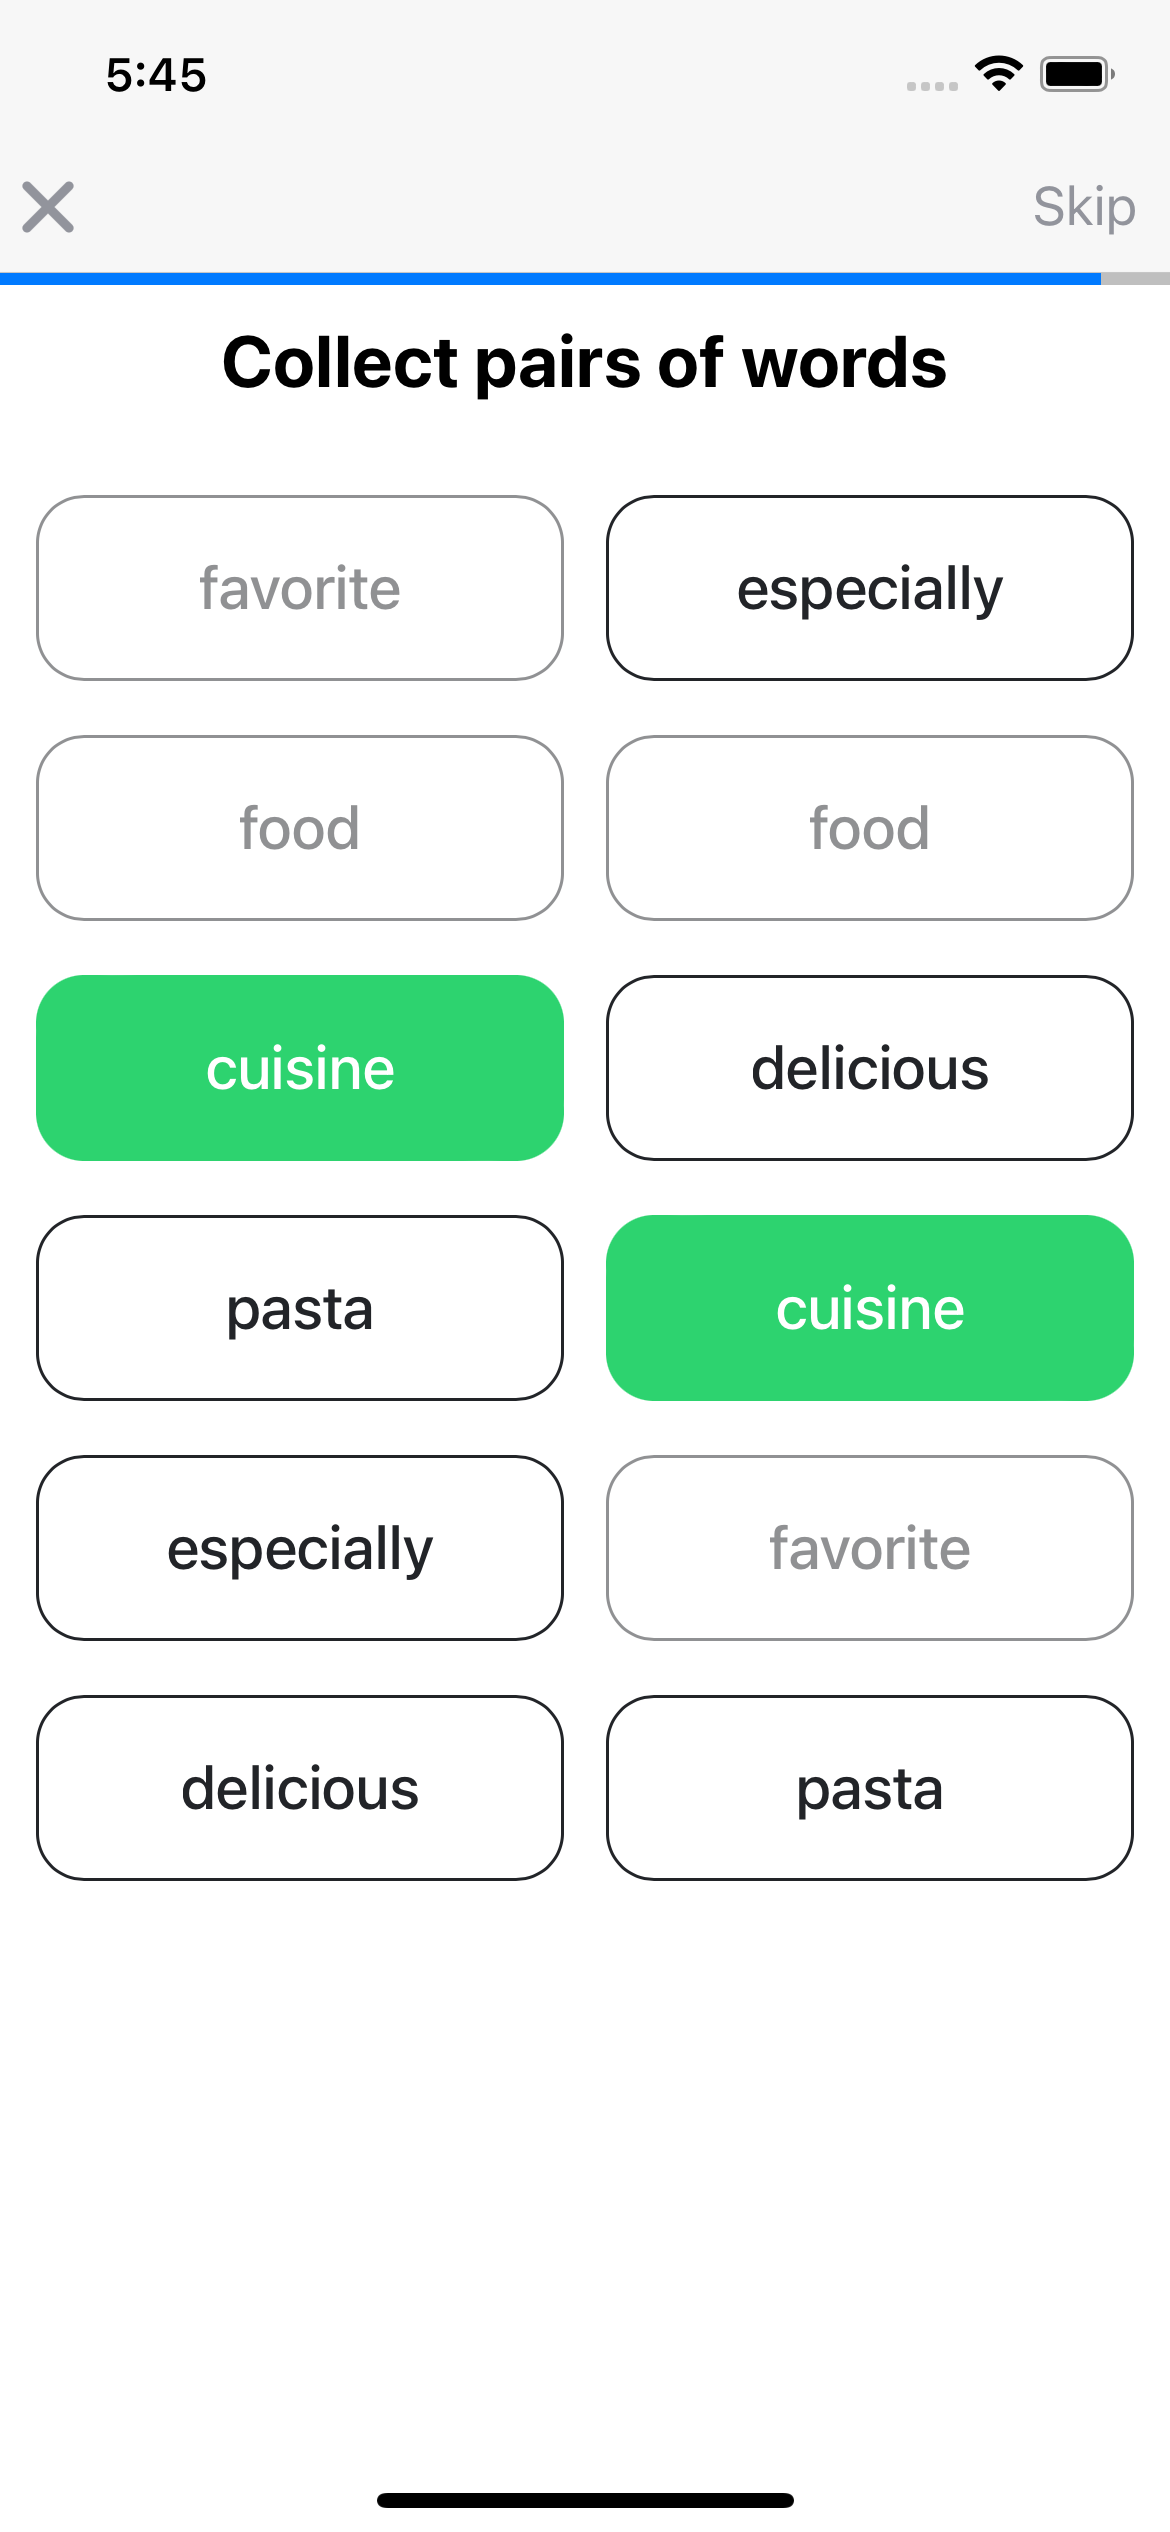 5:45
Skip
Collect pairs of words
favorite
especially
food
food
cuisine
delicious
pasta
cuisine
especially
favorite
delicious
pasta